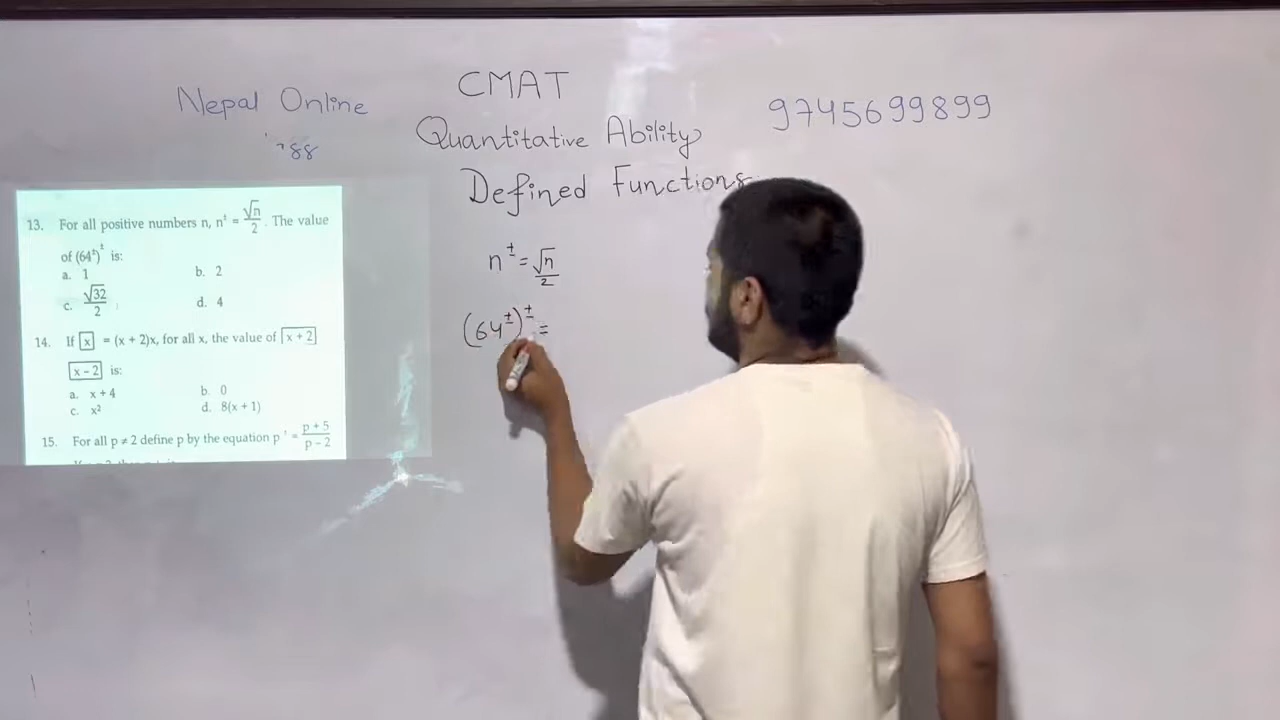 CMAT
Nepal Online
9745699899
Quantitative Ability
Defined Functions
13. For all positive numbers n, n^± = √n/2. The value
of (64^±)^± is:
a. 1 b. 2
c. √32/2 d. 4
14. If [x] = (x + 2)x, for all x, the value of [x + 2]
[x − 2] is:
a. x + 4 b. 0
c. x² d. 8(x + 1)
15. For all p ≠ 2 define p by the equation p = p + 5/p − 2
n^± = √n/2
(64^±)^± =